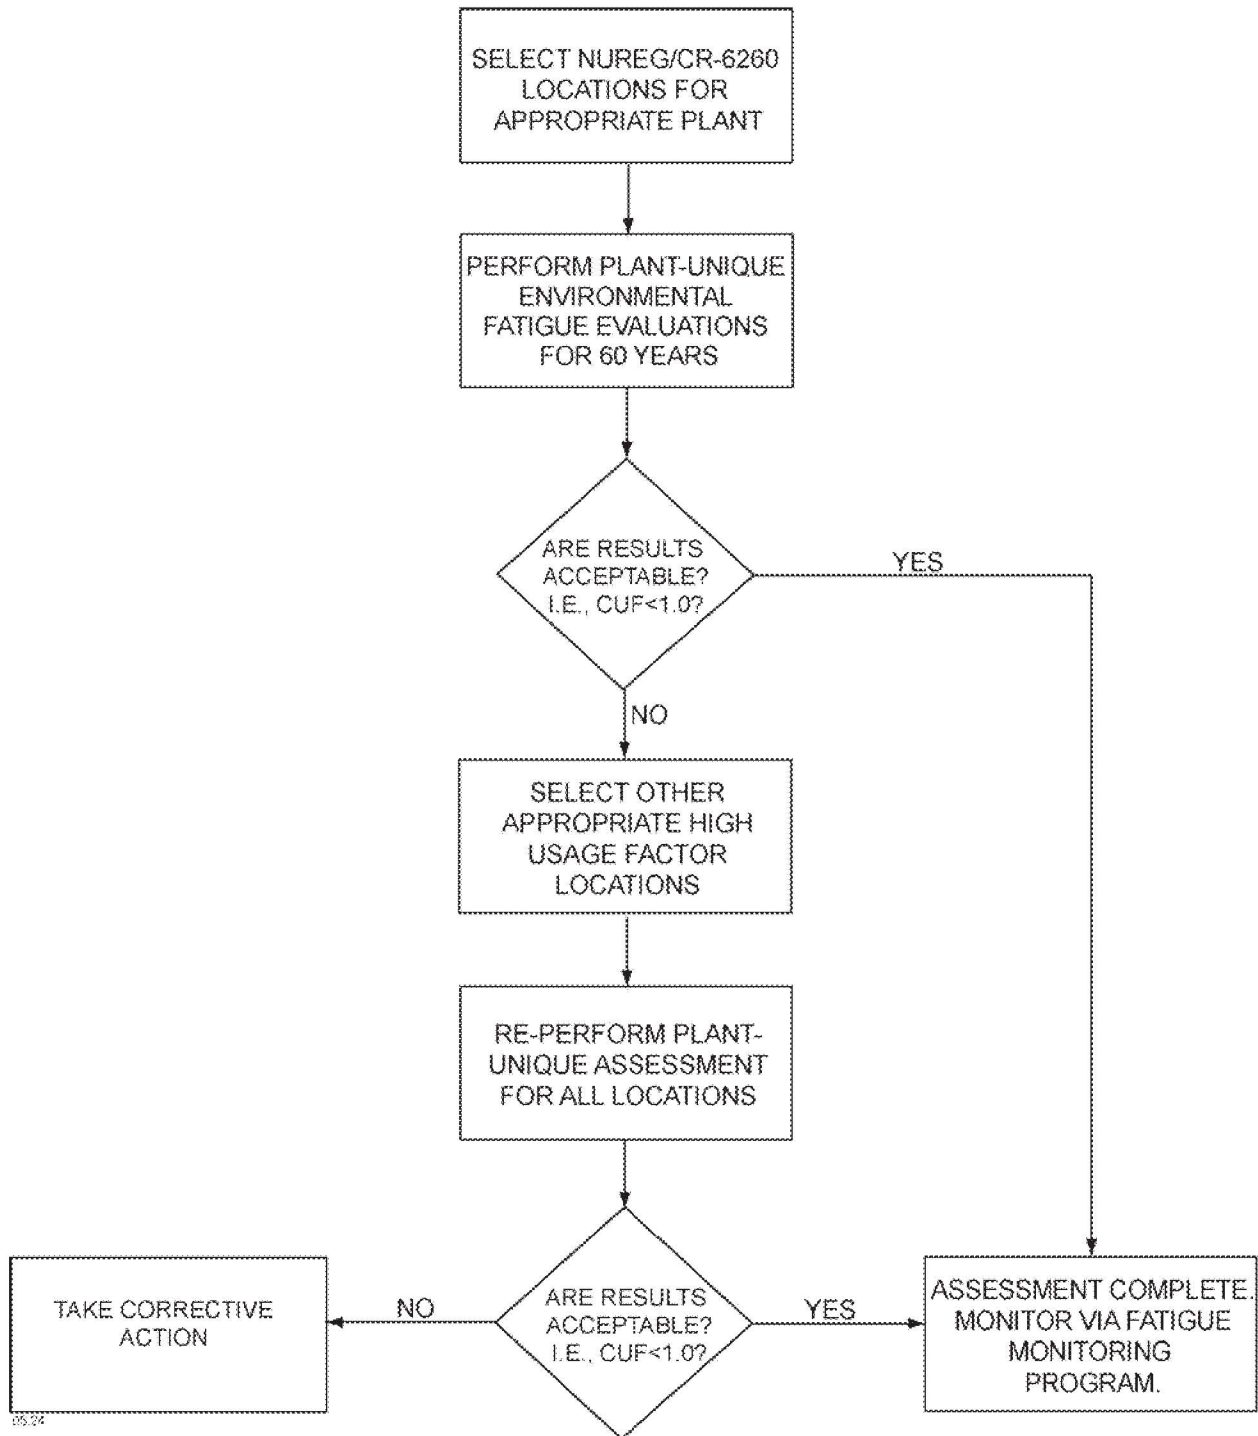 SELECT NUREG/CR-6260
LOCATIONS FOR
APPROPRIATE PLANT
PERFORM PLANT-UNIQUE
ENVIRONMENTAL
FATIGUE EVALUATIONS
FOR 60 YEARS
ARE RESULTS
ACCEPTABLE?
I.E., CUF<1.0?
YES
NO
SELECT OTHER
APPROPRIATE HIGH
USAGE FACTOR
LOCATIONS
RE-PERFORM PLANT-
UNIQUE ASSESSMENT
FOR ALL LOCATIONS
TAKE CORRECTIVE
ACTION
NO
ARE RESULTS
ACCEPTABLE?
I.E., CUF<1.0?
YES
ASSESSMENT COMPLETE.
MONITOR VIA FATIGUE
MONITORING
PROGRAM.